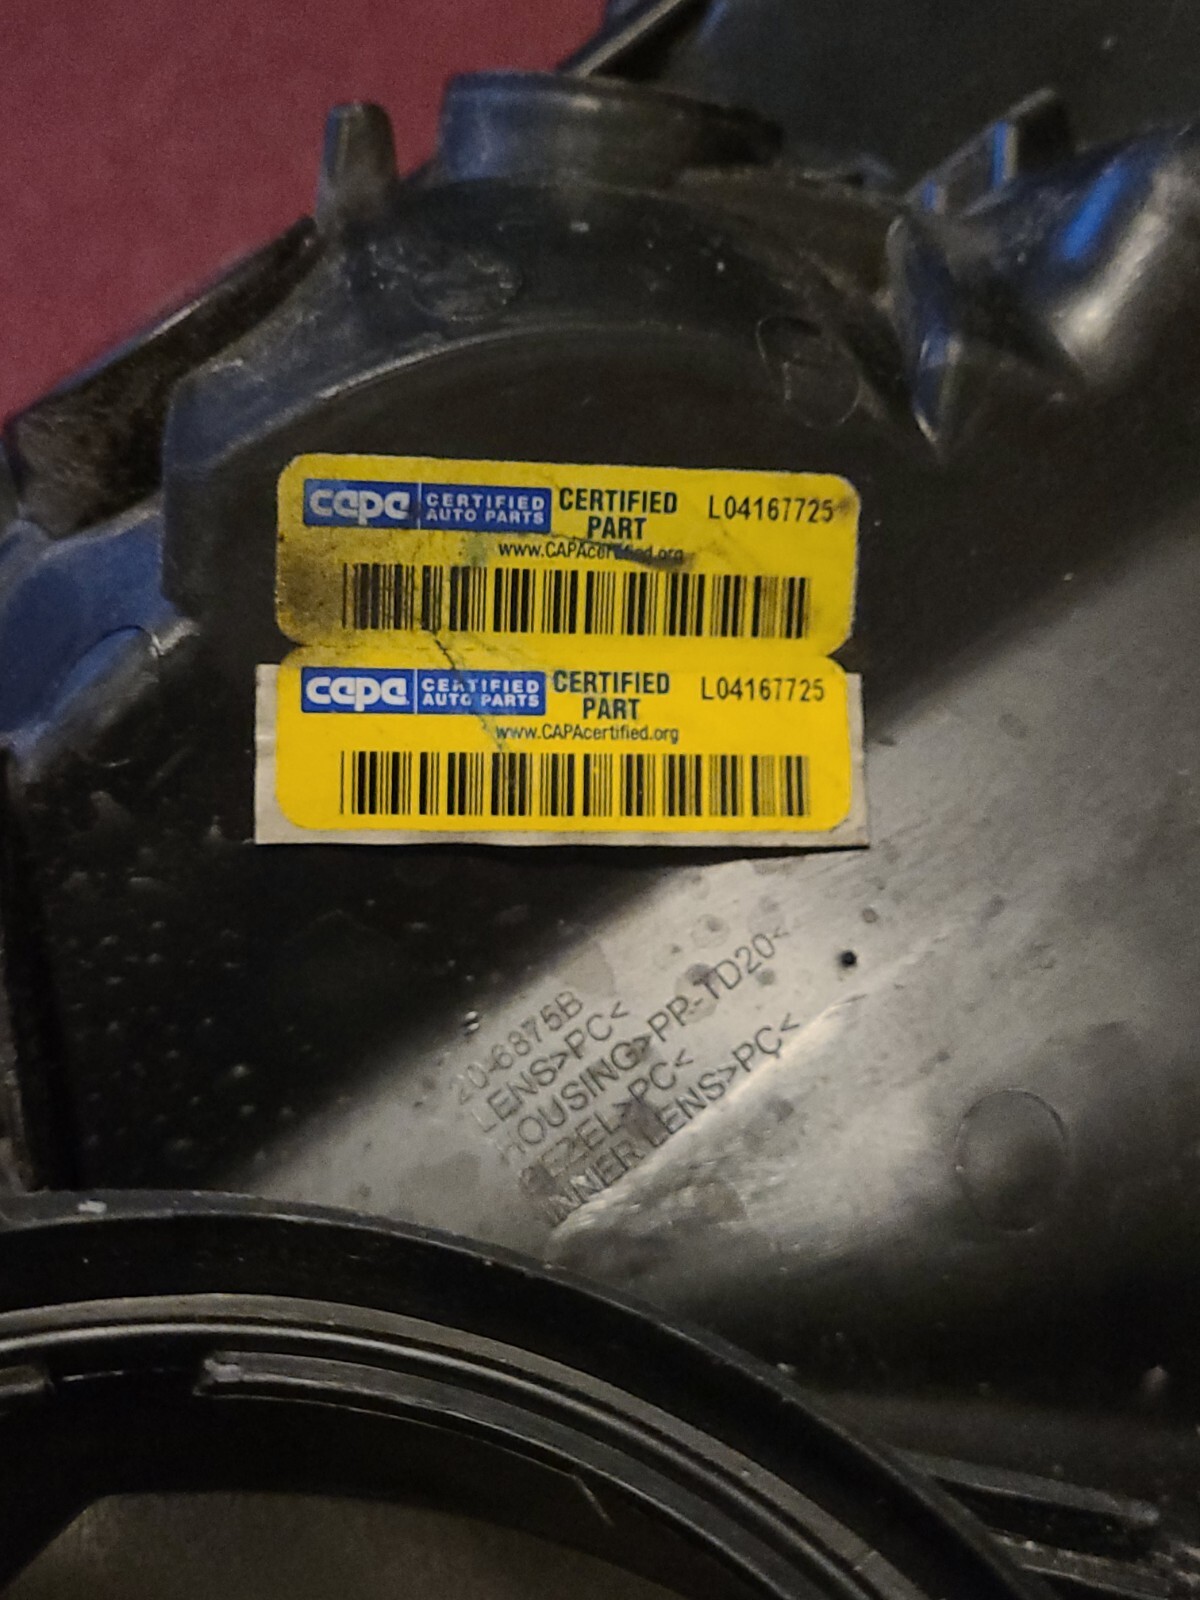 capa CERTIFIED AUTO PARTS CERTIFIED PART L04167725
www.CAPAcertified.org
capa CERTIFIED AUTO PARTS CERTIFIED PART L04167725
www.CAPAcertified.org
20-6875B
LENS>PC<
HOUSING>PP-TD20<
BEZEL>PC<
INNER LENS>PC<